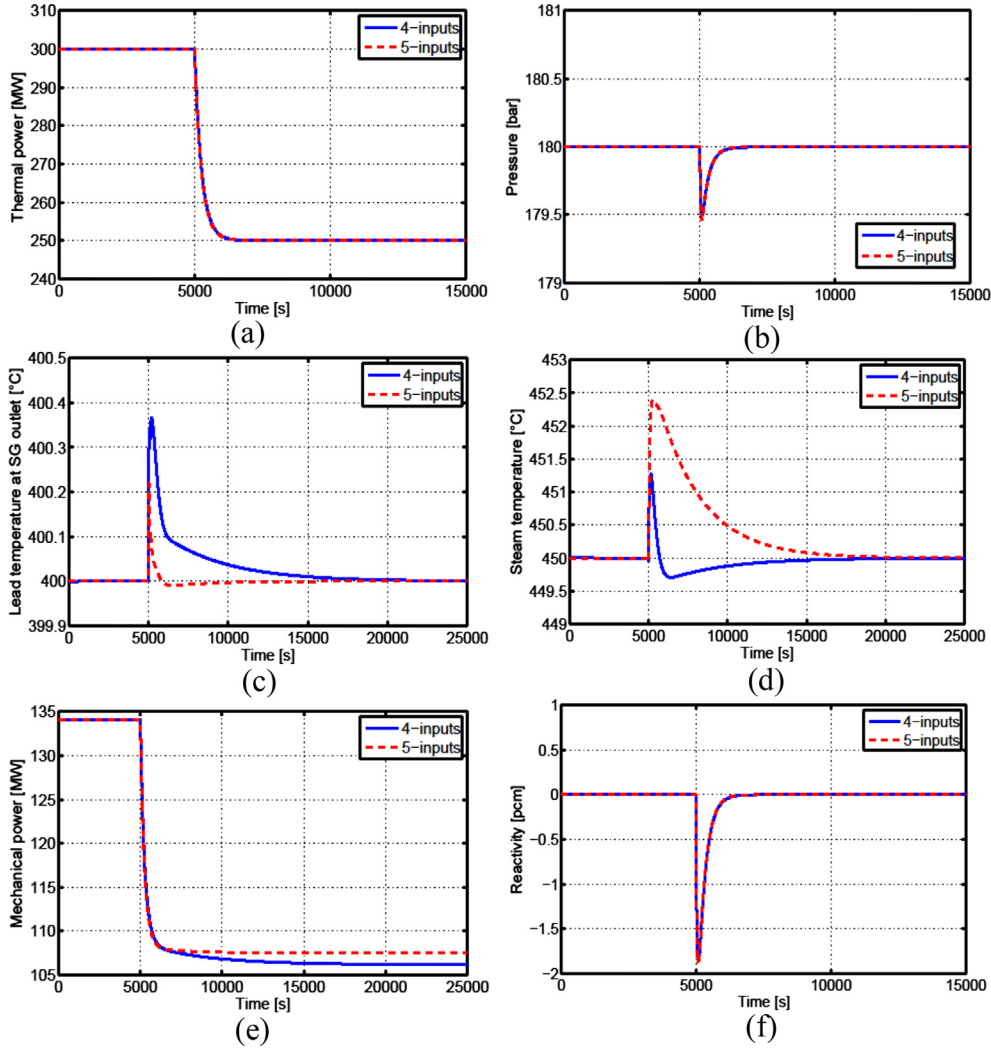 310
300
290
280
270
260
250
240
Thermal power [MW]
4-inputs
5-inputs
0 5000 10000 15000
Time [s]
(a)
181
180.5
180
179.5
179
Pressure [bar]
4-inputs
5-inputs
0 5000 10000 15000
Time [s]
(b)
400.5
400.4
400.3
400.2
400.1
400
399.9
Lead temperature at SG outlet [°C]
4-inputs
5-inputs
0 5000 10000 15000 20000 25000
Time [s]
(c)
453
452.5
452
451.5
451
450.5
450
449.5
449
Steam temperature [°C]
4-inputs
5-inputs
0 5000 10000 15000 20000 25000
Time [s]
(d)
135
130
125
120
115
110
105
Mechanical power [MW]
4-inputs
5-inputs
0 5000 10000 15000 20000 25000
Time [s]
(e)
1
0.5
0
-0.5
-1
-1.5
-2
Reactivity [pcm]
4-inputs
5-inputs
0 5000 10000 15000
Time [s]
(f)